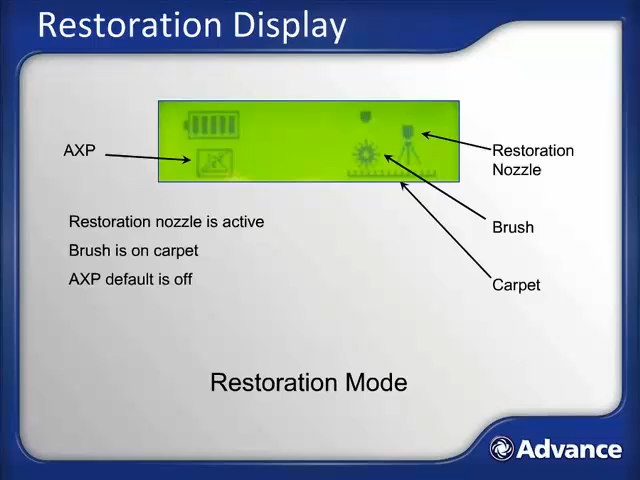 Restoration Display
AXP
Restoration
Nozzle
Restoration nozzle is active
Brush
Brush is on carpet
AXP default is off
Carpet
Restoration Mode
Advance